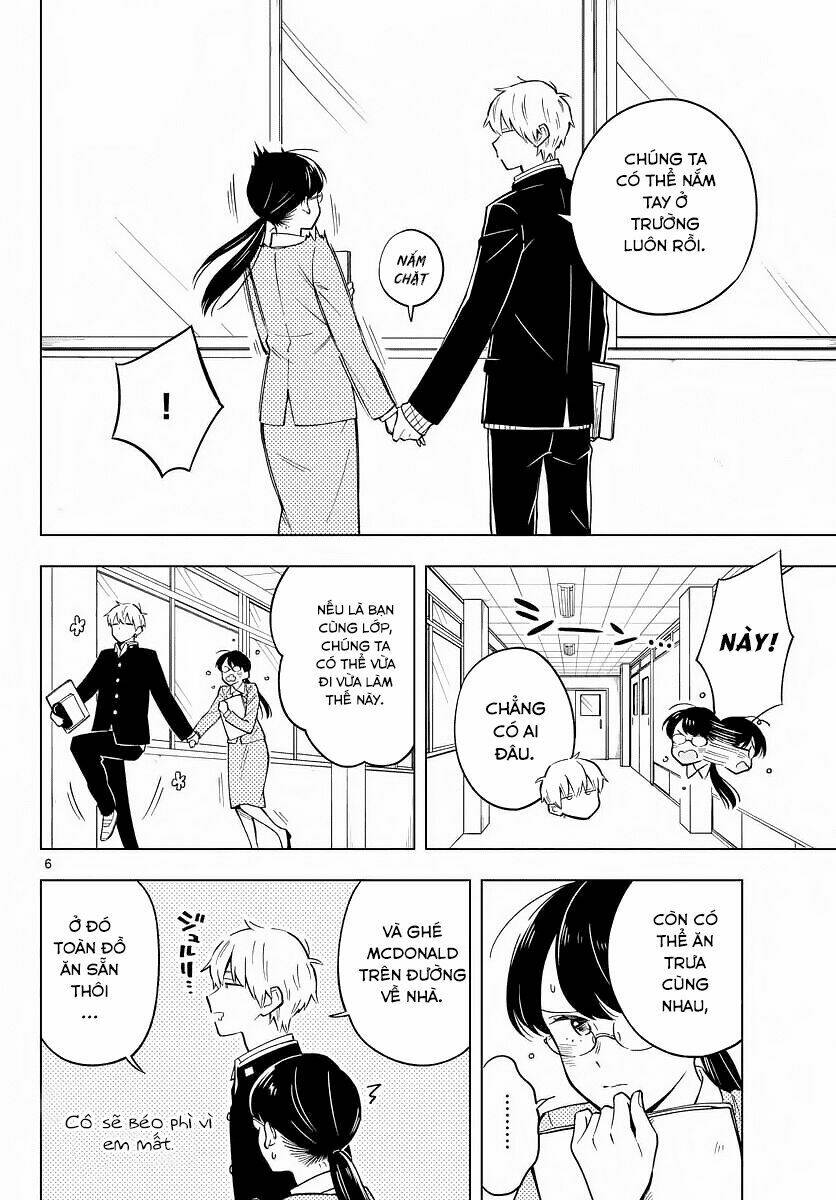 CHÚNG TA
CÓ THỂ NẮM
TAY Ở
TRƯỜNG
LUÔN RỒI.
NẮM
CHẶT
!
NÀY!
CHẲNG
CÓ AI
ĐÂU.
NẾU LÀ BẠN
CÙNG LỚP,
CHÚNG TA
CÓ THỂ VỪA
ĐI VỪA LÀM
THẾ NÀY.
6
CÒN CÓ
THỂ ĂN
TRƯA
CÙNG
NHAU,
........
VÀ GHÉ
MCDONALD
TRÊN ĐƯỜNG
VỀ NHÀ.
Ở ĐÓ
TOÀN ĐỒ
ĂN SẴN
THÔI
...
Cô sẽ béo phì vì
em mất.